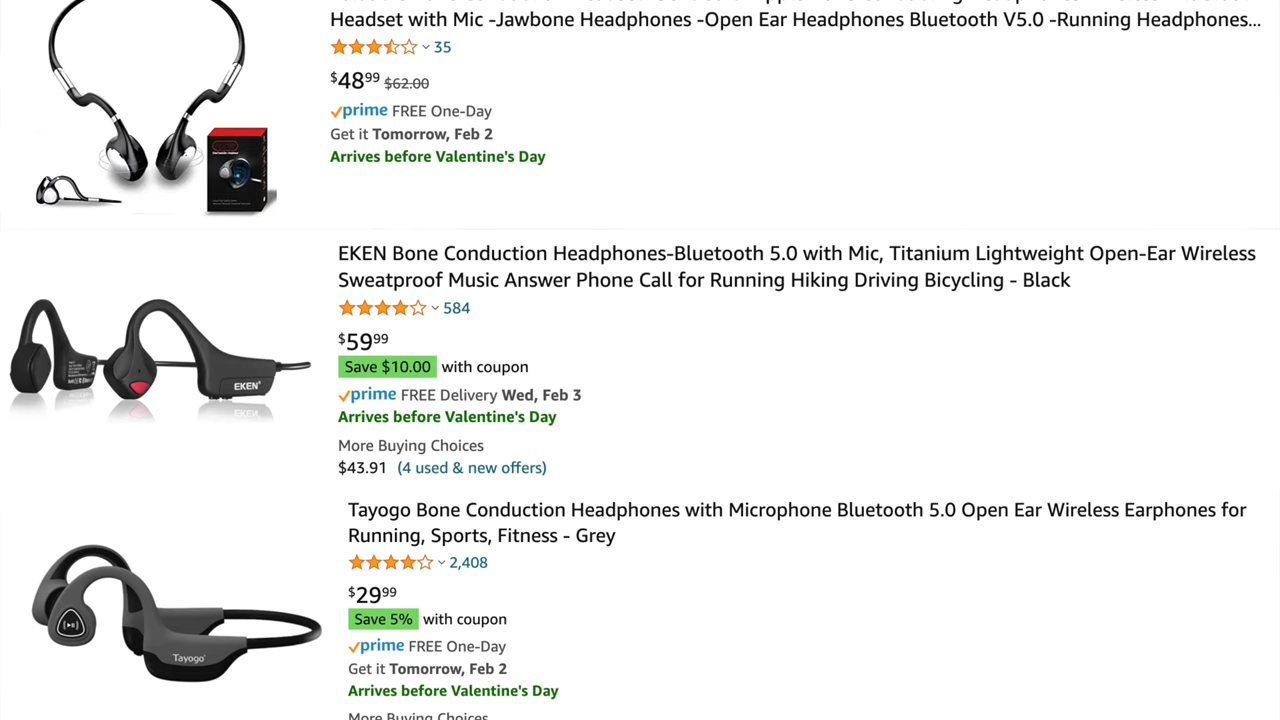 Headset with Mic -Jawbone Headphones -Open Ear Headphones Bluetooth V5.0 -Running Headphones...
35
$48.99 $62.00
prime FREE One-Day
Get it Tomorrow, Feb 2
Arrives before Valentine's Day
EKEN Bone Conduction Headphones-Bluetooth 5.0 with Mic, Titanium Lightweight Open-Ear Wireless
Sweatproof Music Answer Phone Call for Running Hiking Driving Bicycling - Black
584
$59.99
Save $10.00 with coupon
EKEN
prime FREE Delivery Wed, Feb 3
Arrives before Valentine's Day
More Buying Choices
$43.91 (4 used & new offers)
Tayogo Bone Conduction Headphones with Microphone Bluetooth 5.0 Open Ear Wireless Earphones for
Running, Sports, Fitness - Grey
2,408
$29.99
Save 5% with coupon
prime FREE One-Day
Tayogo
Get it Tomorrow, Feb 2
Arrives before Valentine's Day
More Buying Choices